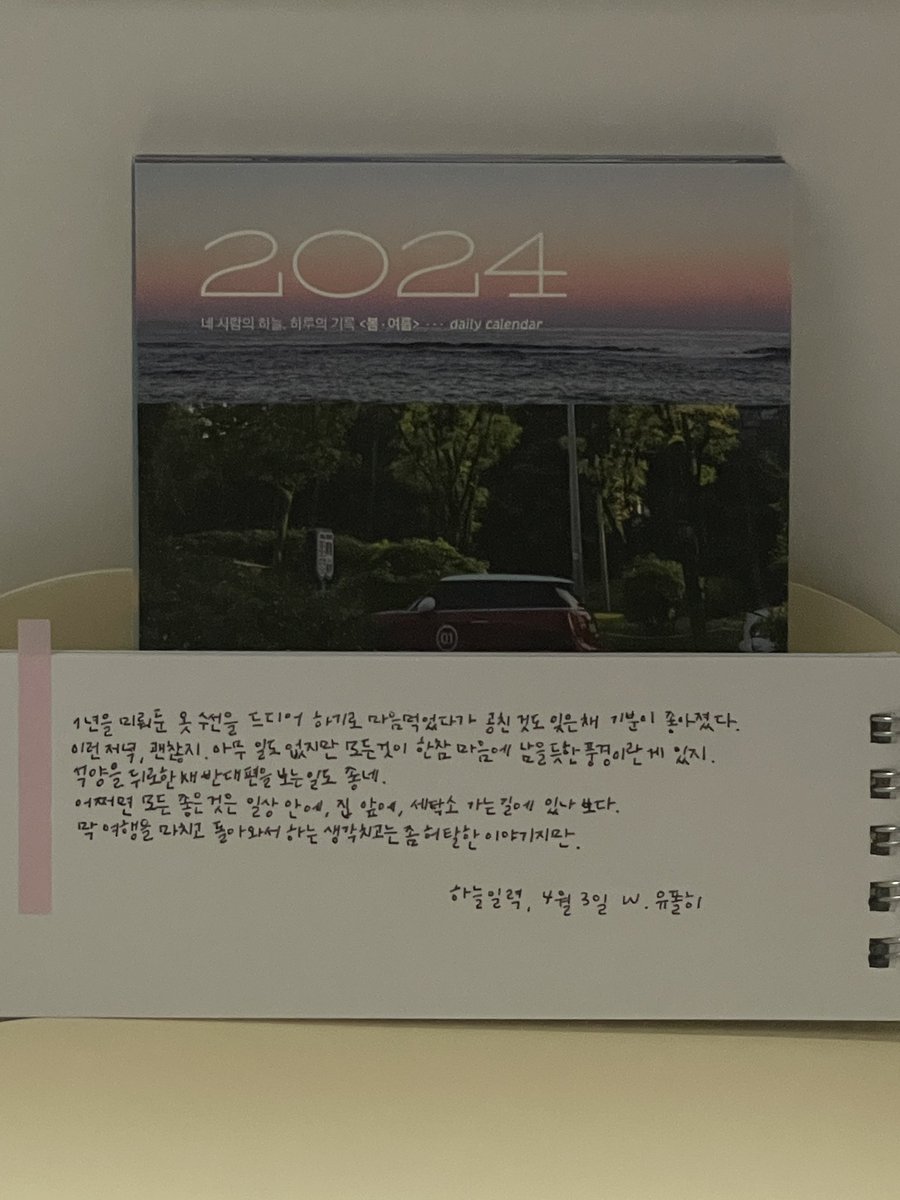 2024
네 사람의 하늘, 하루의 기록 <봄·여름> ··· daily calendar
01
1년을 미뤄둔 옷 수선을 드디어 하기로 마음먹었다가 공친 것도 잊은채 기분이 좋아졌다.
이런 저녁, 괜찮지. 아무 일도 없지만 모든것이 한참 마음에 남을듯한 풍경이란 게 있지.
석양을 뒤로한 채 반대편을 보는 일도 좋네.
어쩌면 모든 좋은 것은 일상 안에, 집 앞에, 세탁소 가는 길에 있나 보다.
막 여행을 마치고 돌아와서 하는 생각치고는 좀 허탈한 이야기지만.
하늘일력, 4월 3일 W. 유폴히